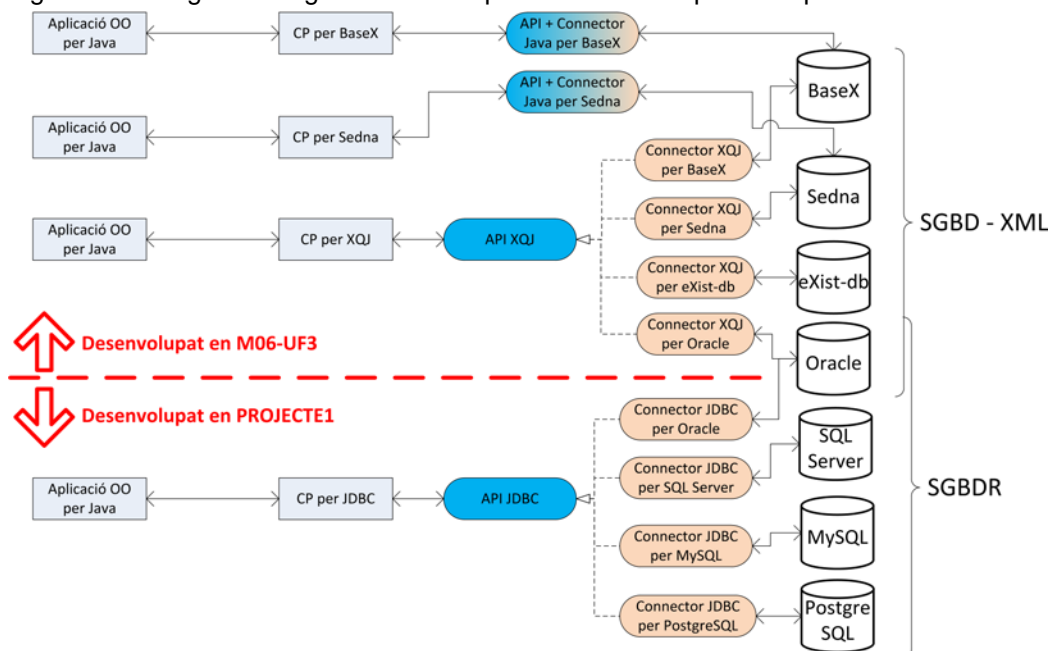 Aplicació OO
per Java
CP per BaseX
API + Connector
Java per BaseX
BaseX
API + Connector
Java per Sedna
Aplicació OO
per Java
CP per Sedna
Connector XQJ
per BaseX
Sedna
Connector XQJ
per Sedna
SGBD - XML
Aplicació OO
per Java
CP per XQJ
API XQJ
Connector XQJ
per eXist-db
eXist-db
Connector XQJ
per Oracle
Oracle
Desenvolupat en M06-UF3
Desenvolupat en PROJECTE1
Connector JDBC
per Oracle
SQL
Server
Connector JDBC
per SQL Server
SGBDR
Aplicació OO
per Java
CP per JDBC
API JDBC
Connector JDBC
per MySQL
MySQL
Connector JDBC
per PostgreSQL
Postgre
SQL